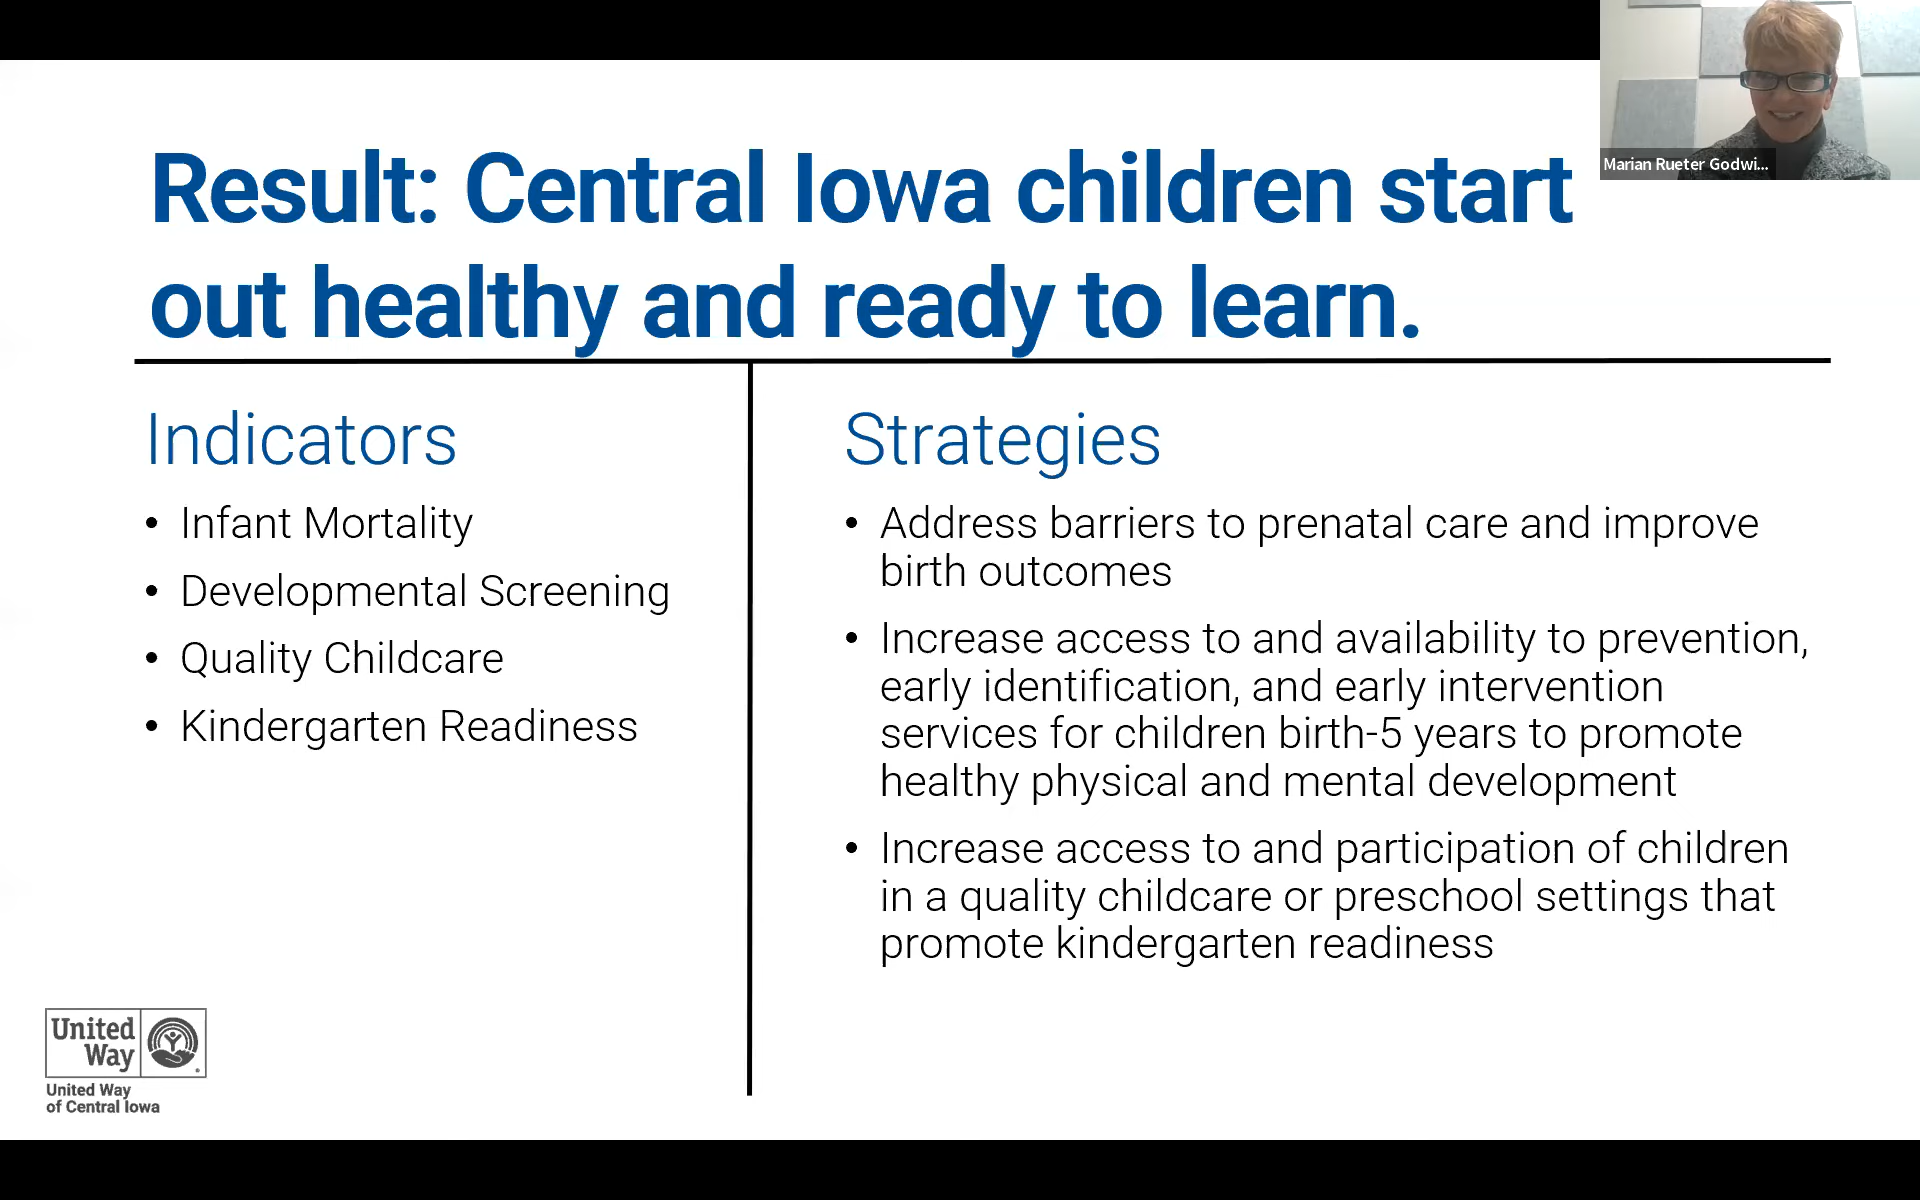 Marian Rueter Godwi...
Result: Central Iowa children start
out healthy and ready to learn.
Indicators
• Infant Mortality
• Developmental Screening
• Quality Childcare
• Kindergarten Readiness
Strategies
• Address barriers to prenatal care and improve
birth outcomes
• Increase access to and availability to prevention,
early identification, and early intervention
services for children birth-5 years to promote
healthy physical and mental development
• Increase access to and participation of children
in a quality childcare or preschool settings that
promote kindergarten readiness
United
Way
United Way
of Central Iowa